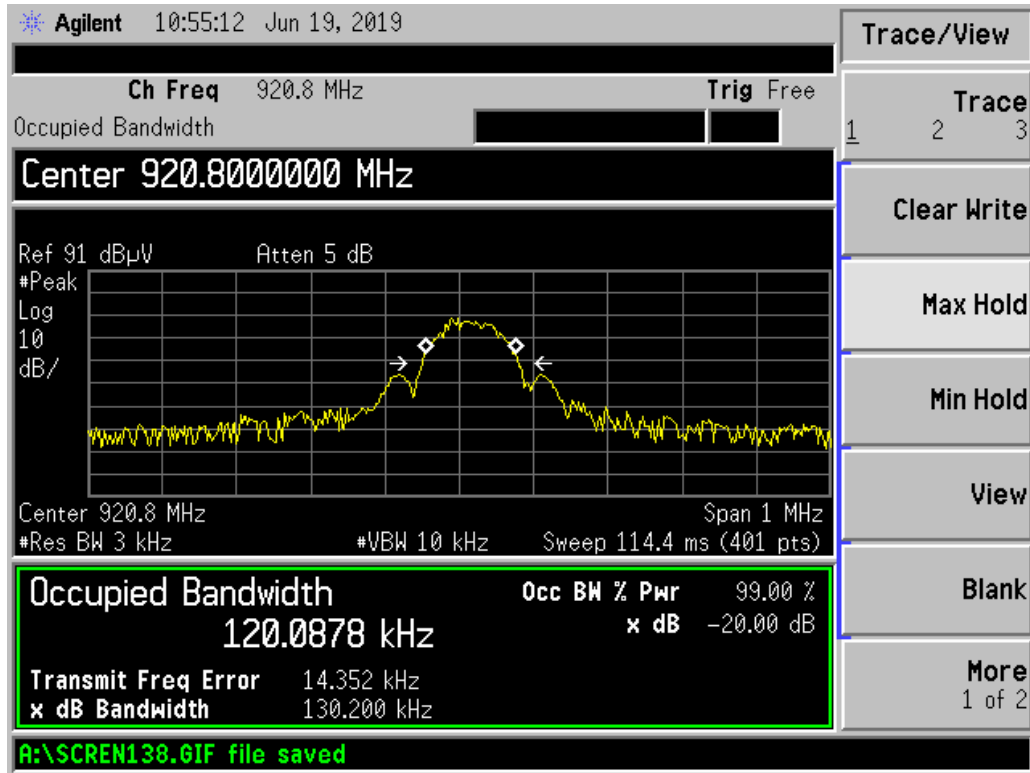 Agilent 10:55:12 Jun 19, 2019
Trace/View
Ch Freq 920.8 MHz Trig Free
Occupied Bandwidth
Trace
1 2 3
Center 920.8000000 MHz
Clear Write
Ref 91 dBµV Atten 5 dB
#Peak
Log
10
dB/
Max Hold
Min Hold
View
Center 920.8 MHz Span 1 MHz
#Res BW 3 kHz #VBW 10 kHz Sweep 114.4 ms (401 pts)
Occupied Bandwidth Occ BW % Pwr 99.00 %
120.0878 kHz x dB -20.00 dB
Blank
Transmit Freq Error 14.352 kHz
x dB Bandwidth 130.200 kHz
More
1 of 2
A:\SCREN138.GIF file saved